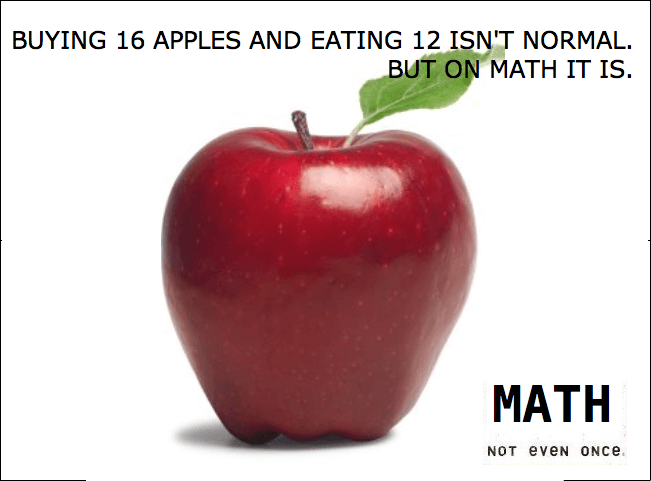 BUYING 16 APPLES AND EATING 12 ISN'T NORMAL.
BUT ON MATH IT IS.
MATH
NOT EVEN ONCE.